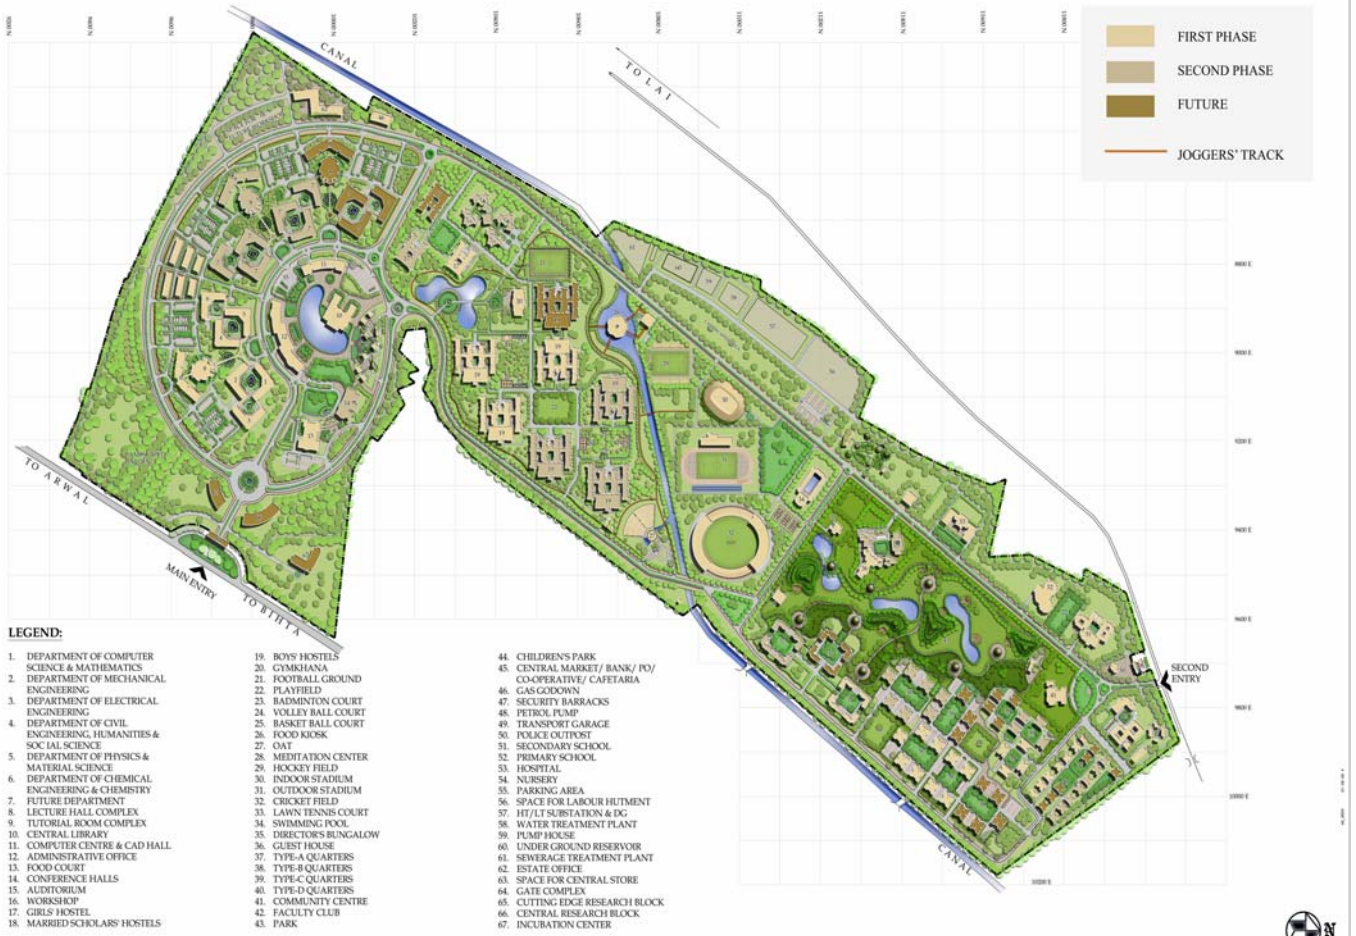 CANAL
TO LAI
FIRST PHASE
SECOND PHASE
FUTURE
JOGGERS' TRACK
8800 E
9000 E
9200 E
9400 E
9600 E
9800 E
10000 E
10200 E
TO ARWAL
MAIN ENTRY
TO BIHTA
SECOND
ENTRY
CANAL
LEGEND:
1. DEPARTMENT OF COMPUTER
SCIENCE & MATHEMATICS
2. DEPARTMENT OF MECHANICAL
ENGINEERING
3. DEPARTMENT OF ELECTRICAL
ENGINEERING
4. DEPARTMENT OF CIVIL
ENGINEERING, HUMANITIES &
SOC IAL SCIENCE
5. DEPARTMENT OF PHYSICS &
MATERIAL SCIENCE
6. DEPARTMENT OF CHEMICAL
ENGINEERING & CHEMISTRY
7. FUTURE DEPARTMENT
8. LECTURE HALL COMPLEX
9. TUTORIAL ROOM COMPLEX
10. CENTRAL LIBRARY
11. COMPUTER CENTRE & CAD HALL
12. ADMINISTRATIVE OFFICE
13. FOOD COURT
14. CONFERENCE HALLS
15. AUDITORIUM
16. WORKSHOP
17. GIRLS' HOSTEL
18. MARRIED SCHOLARS' HOSTELS
19. BOYS' HOSTELS
20. GYMKHANA
21. FOOTBALL GROUND
22. PLAYFIELD
23. BADMINTON COURT
24. VOLLEY BALL COURT
25. BASKET BALL COURT
26. FOOD KIOSK
27. OAT
28. MEDITATION CENTER
29. HOCKEY FIELD
30. INDOOR STADIUM
31. OUTDOOR STADIUM
32. CRICKET FIELD
33. LAWN TENNIS COURT
34. SWIMMING POOL
35. DIRECTOR'S BUNGALOW
36. GUEST HOUSE
37. TYPE-A QUARTERS
38. TYPE-B QUARTERS
39. TYPE-C QUARTERS
40. TYPE-D QUARTERS
41. COMMUNITY CENTRE
42. FACULTY CLUB
43. PARK
44. CHILDREN'S PARK
45. CENTRAL MARKET/ BANK/ PO/
CO-OPERATIVE/ CAFETARIA
46. GAS GODOWN
47. SECURITY BARRACKS
48. PETROL PUMP
49. TRANSPORT GARAGE
50. POLICE OUTPOST
51. SECONDARY SCHOOL
52. PRIMARY SCHOOL
53. HOSPITAL
54. NURSERY
55. PARKING AREA
56. SPACE FOR LABOUR HUTMENT
57. HT/LT SUBSTATION & DG
58. WATER TREATMENT PLANT
59. PUMP HOUSE
60. UNDER GROUND RESERVOIR
61. SEWERAGE TREATMENT PLANT
62. ESTATE OFFICE
63. SPACE FOR CENTRAL STORE
64. GATE COMPLEX
65. CUTTING EDGE RESEARCH BLOCK
66. CENTRAL RESEARCH BLOCK
67. INCUBATION CENTER
N